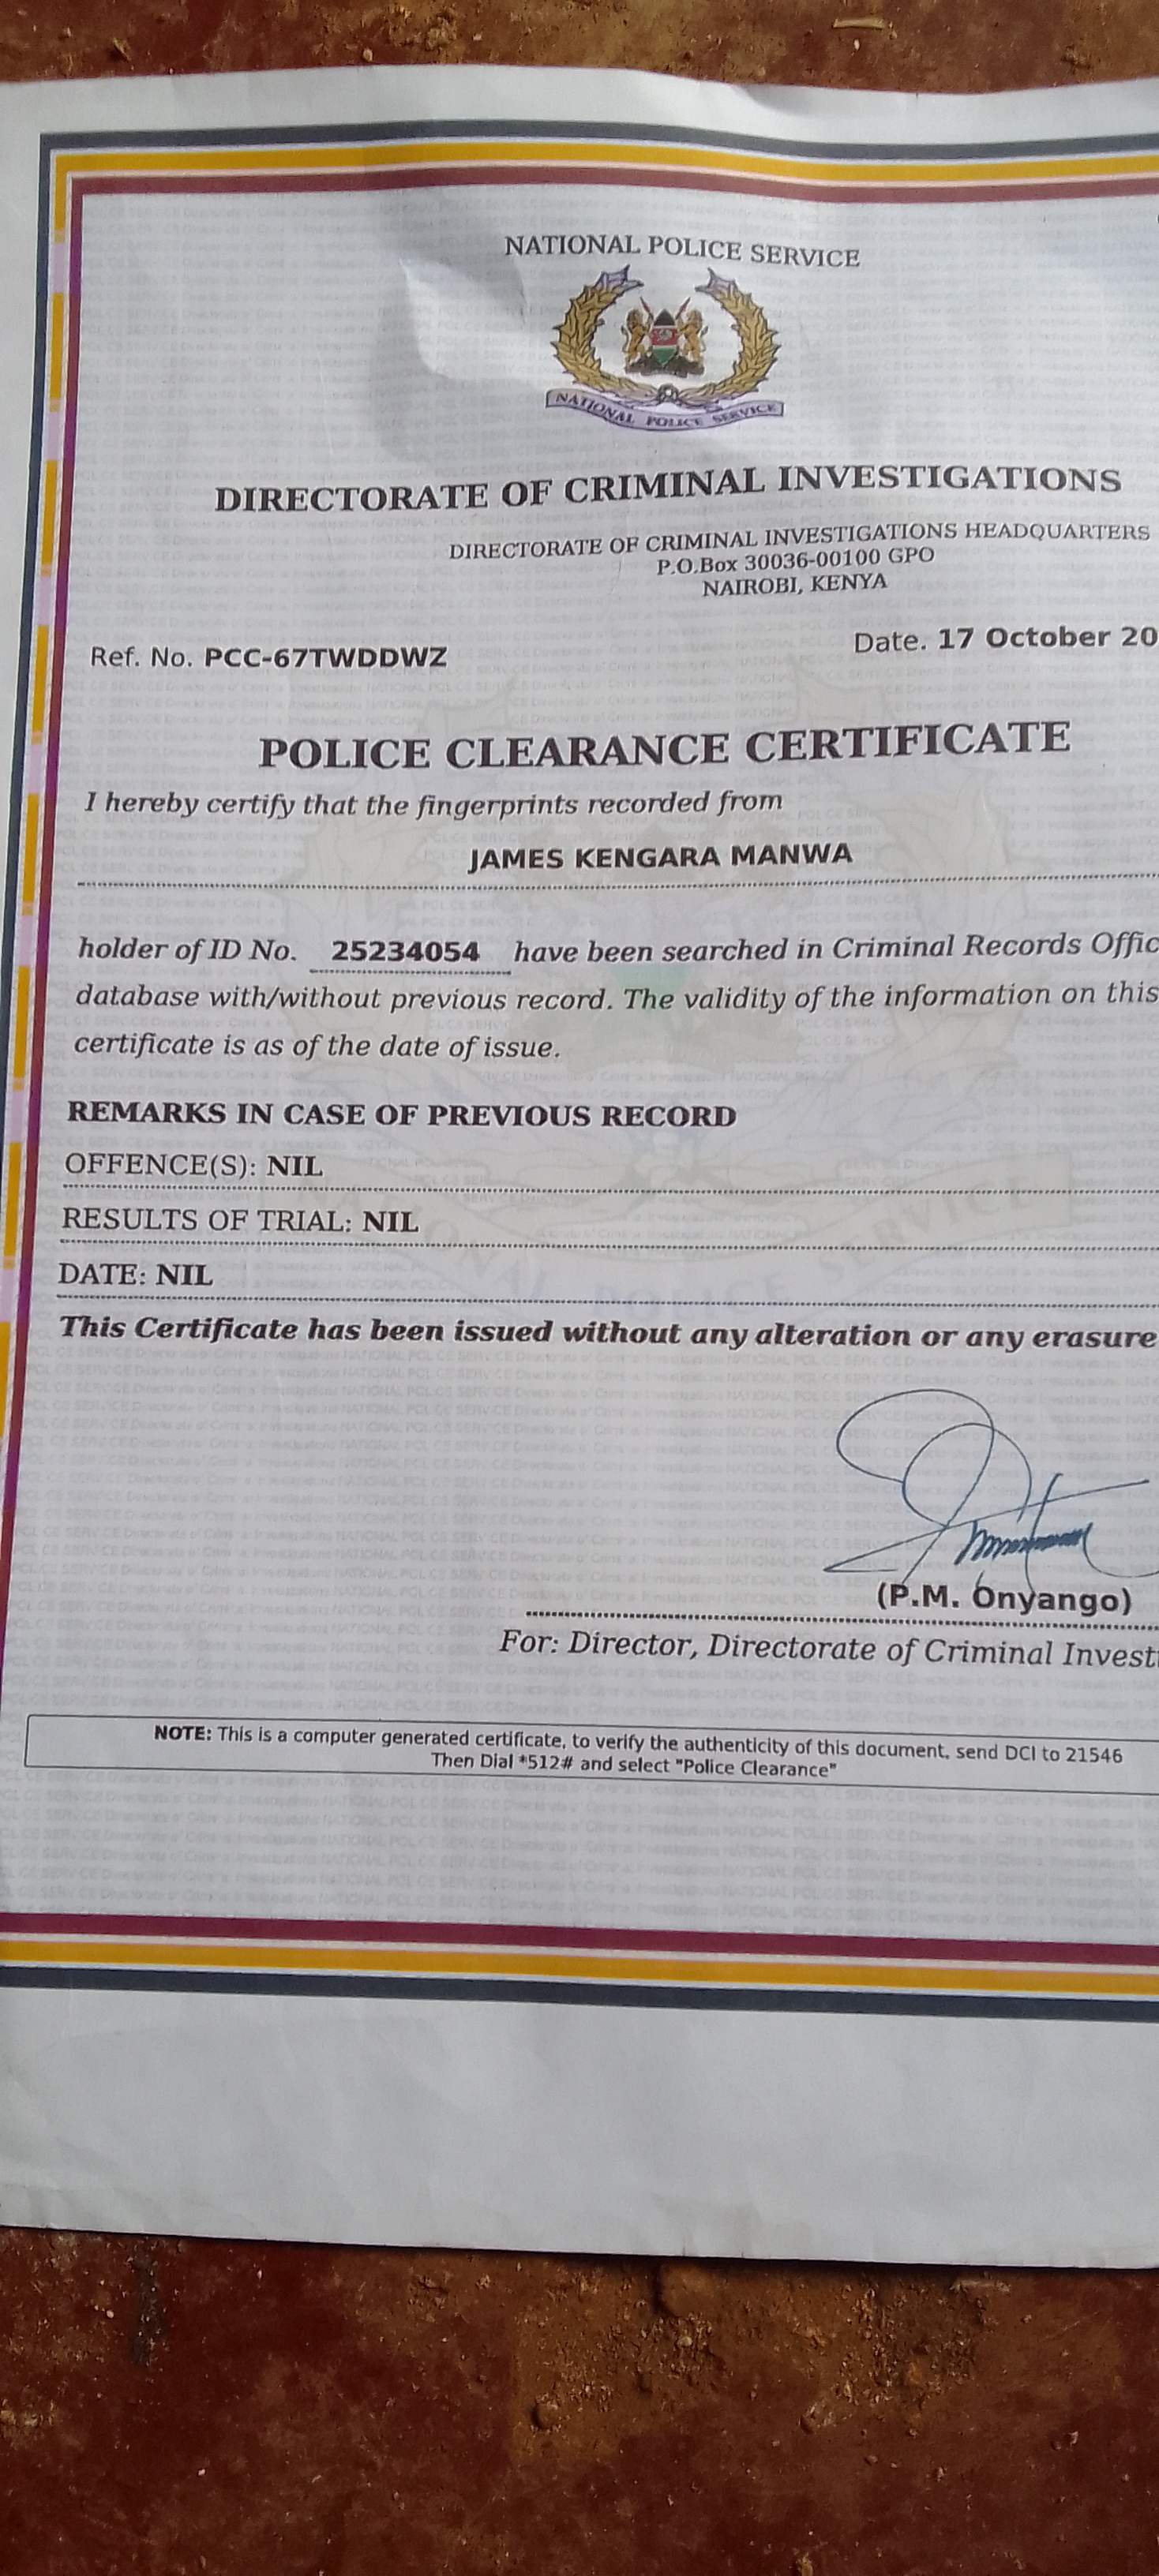 NATIONAL POLICE SERVICE
NATIONAL POLICE SERVICE
DIRECTORATE OF CRIMINAL INVESTIGATIONS
DIRECTORATE OF CRIMINAL INVESTIGATIONS HEADQUARTERS
P.O.Box 30036-00100 GPO
NAIROBI, KENYA
Ref. No. PCC-67TWDDWZ Date. 17 October 20
POLICE CLEARANCE CERTIFICATE
I hereby certify that the fingerprints recorded from
JAMES KENGARA MANWA
holder of ID No. 25234054 have been searched in Criminal Records Offic
database with/without previous record. The validity of the information on this
certificate is as of the date of issue.
REMARKS IN CASE OF PREVIOUS RECORD
OFFENCE(S): NIL
RESULTS OF TRIAL: NIL
DATE: NIL
This Certificate has been issued without any alteration or any erasure
(P.M. Onyango)
For: Director, Directorate of Criminal Invest
NOTE: This is a computer generated certificate, to verify the authenticity of this document, send DCI to 21546
Then Dial *512# and select "Police Clearance"